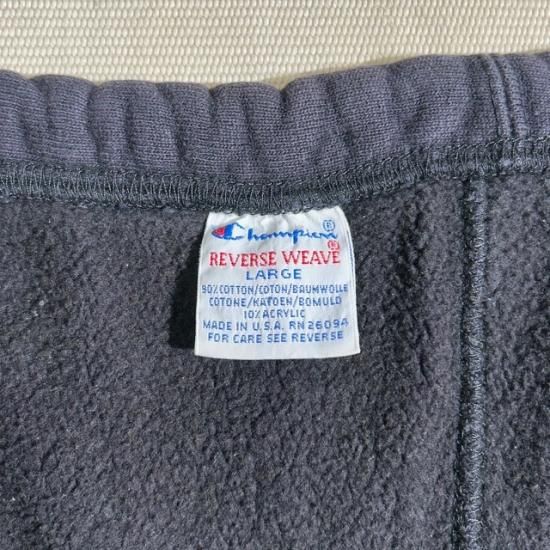 Champion®
REVERSE WEAVE®
LARGE
90% COTTON/COTON/BAUMWOLLE
COTONE/KATOEN/BOMULD
10% ACRYLIC
MADE IN U.S.A. RN 26094
FOR CARE SEE REVERSE